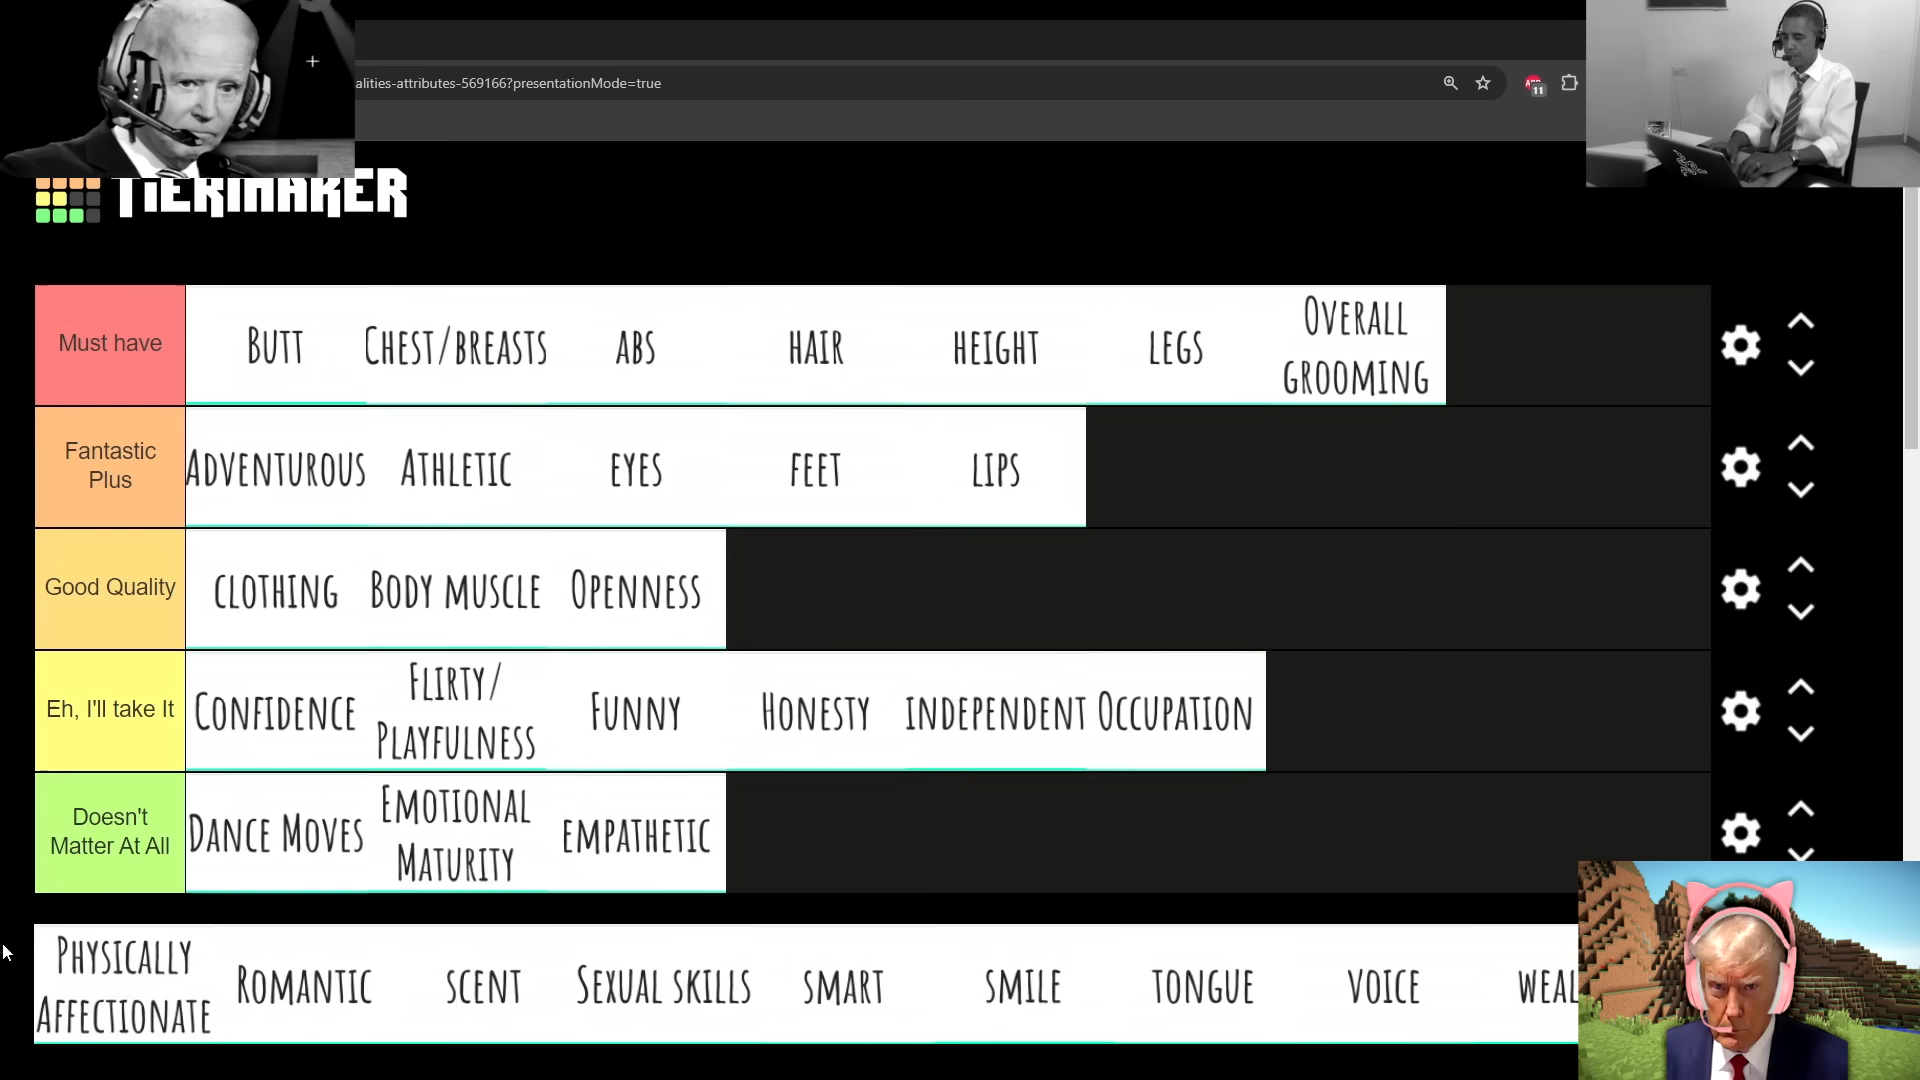 alities-attributes-569166?presentationMode=true
11
TIERMAKER
Must have
BUTT
CHEST/BREASTS
ABS
HAIR
HEIGHT
LEGS
OVERALL
GROOMING
Fantastic
Plus
ADVENTUROUS
ATHLETIC
EYES
FEET
LIPS
Good Quality
CLOTHING
BODY MUSCLE
OPENNESS
Eh, I'll take It
CONFIDENCE
FLIRTY/
PLAYFULNESS
FUNNY
HONESTY
INDEPENDENT
OCCUPATION
Doesn't
Matter At All
DANCE MOVES
EMOTIONAL
MATURITY
EMPATHETIC
PHYSICALLY
AFFECTIONATE
ROMANTIC
SCENT
SEXUAL SKILLS
SMART
SMILE
TONGUE
VOICE
WEAL